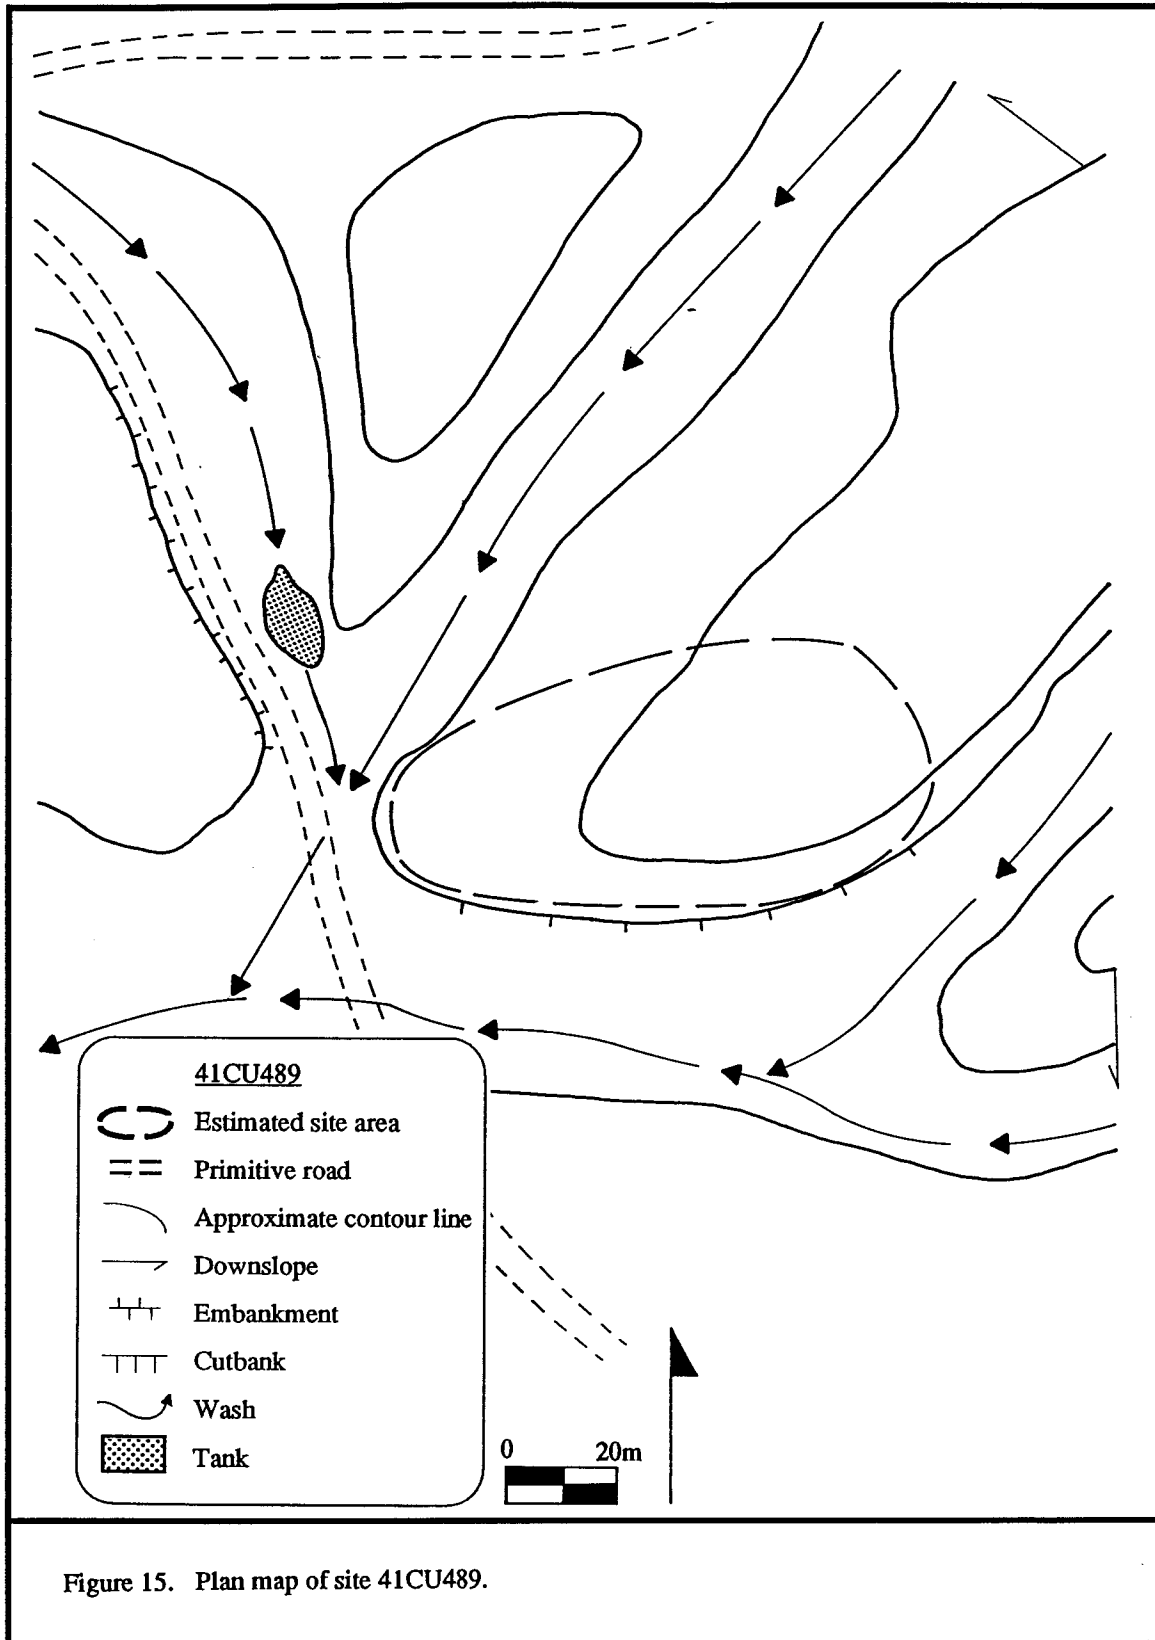 41CU489
Estimated site area
Primitive road
Approximate contour line
Downslope
Embankment
Cutbank
Wash
Tank
0 20m
Figure 15. Plan map of site 41CU489.